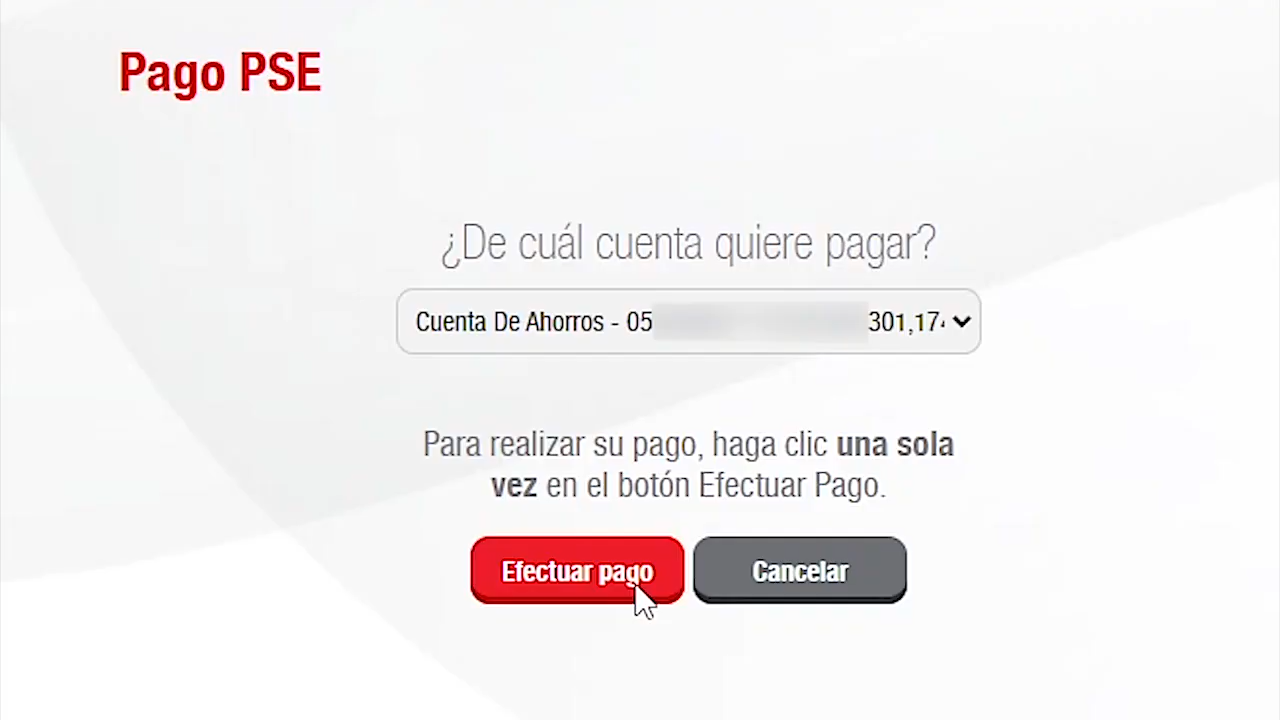 Pago PSE
¿De cuál cuenta quiere pagar?
Cuenta De Ahorros - 05 301,17
Para realizar su pago, haga clic una sola
vez en el botón Efectuar Pago.
Efectuar pago Cancelar